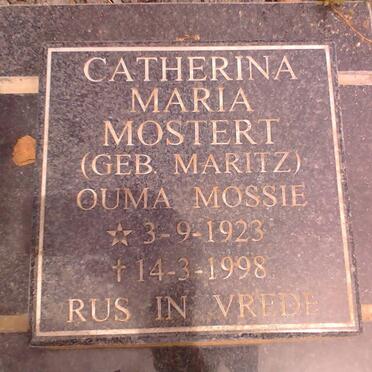 CATHERINA
MARIA
MOSTERT
(GEB. MARITZ)
OUMA MOSSIE
☆ 3-9-1923
† 14-3-1998
RUS IN VREDE